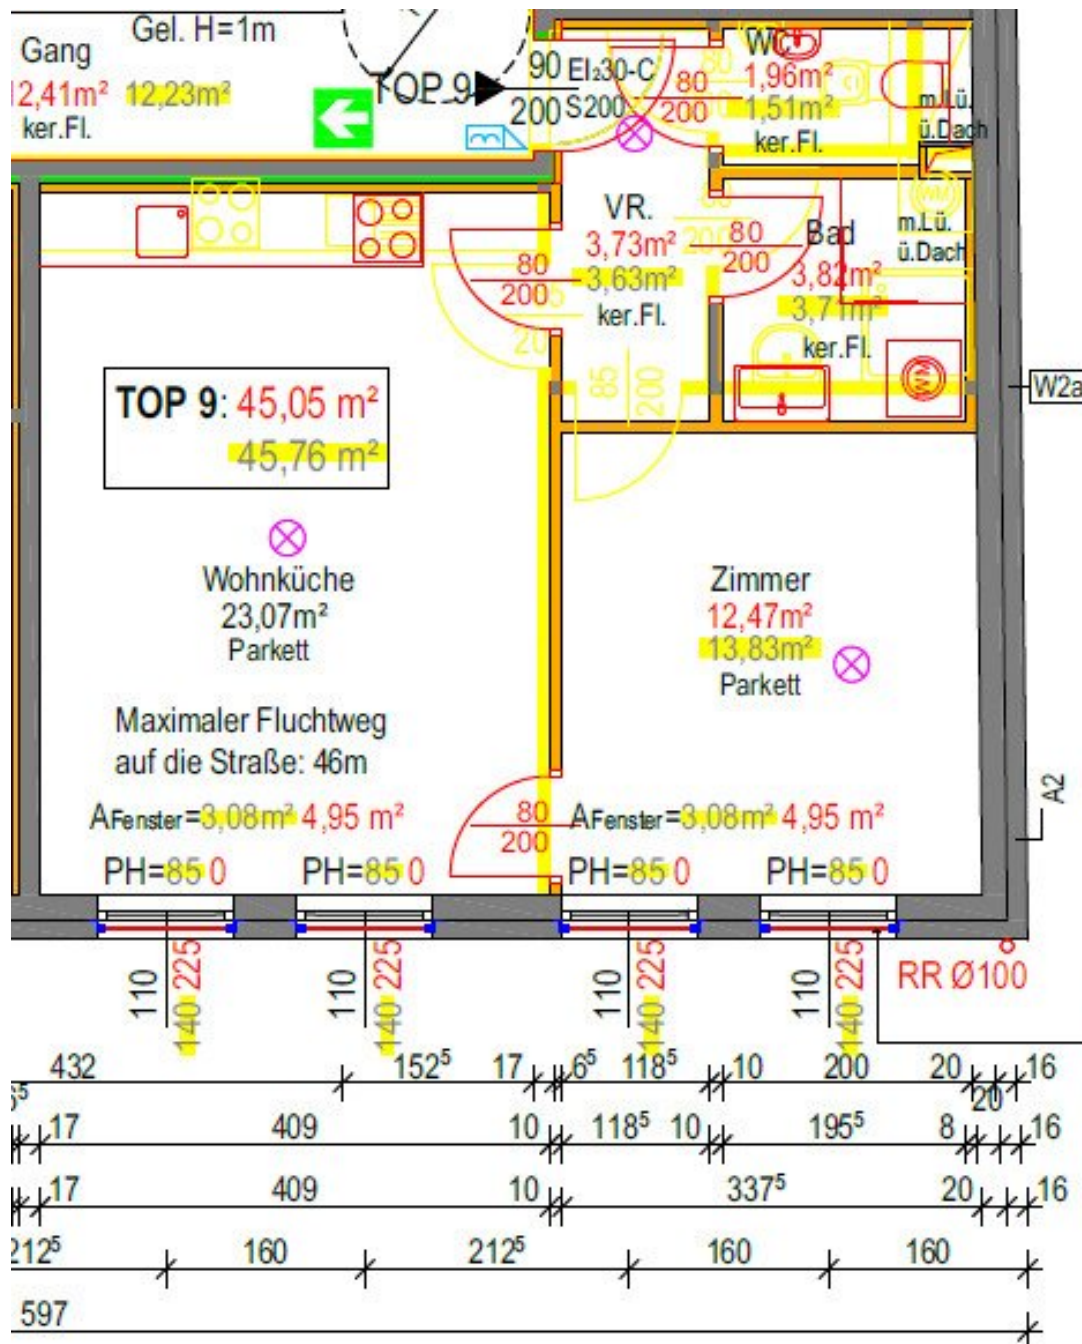 Gang
Gel. H=1m
12,23m²
ker.Fl.
TOP 9
90 EI₂30-C
200 S200
80
200
WC
1,96m²
1,51m²
ker.Fl.
m.Lü.
ü.Dach
VR.
3,73m²
3,63m²
ker.Fl.
80
200
80
200
Bad
3,82m²
3,71m²
ker.Fl.
m.Lü.
ü.Dach
WM
WM
85
200
W2a
TOP 9: 45,05 m²
45,76 m²
Wohnküche
23,07m²
Parkett
Zimmer
12,47m²
13,83m²
Parkett
Maximaler Fluchtweg
auf die Straße: 46m
A2
AFenster=3,08m² 4,95 m²
80
200
AFenster=3,08m² 4,95 m²
PH=85 0
PH=85 0
PH=85 0
PH=85 0
110
140 225
110
140 225
110
140 225
110
140 225
RR Ø100
432 152⁵ 17 6⁵ 118⁵ 10 200 20 16
20
17 409 10 118⁵ 10 195⁵ 8 16
17 409 10 337⁵ 20 16
212⁵ 160 212⁵ 160 160
597